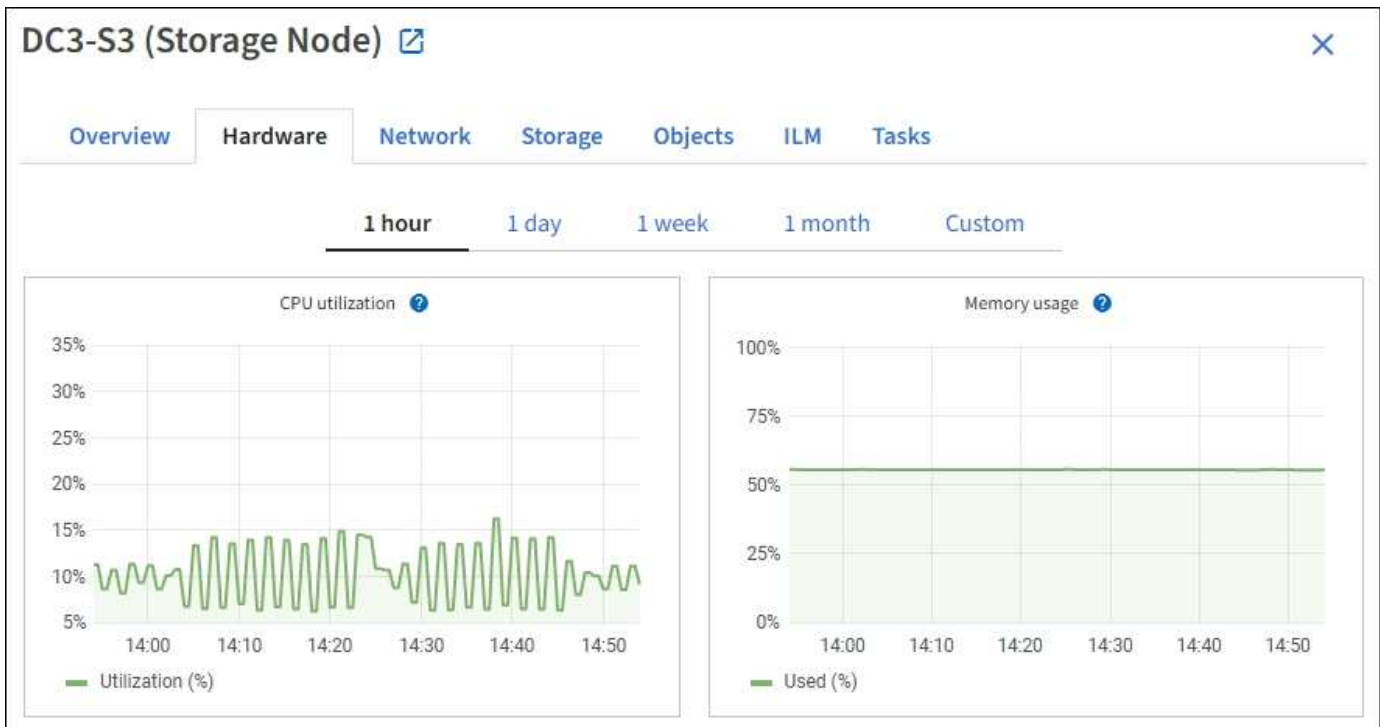 DC3-S3 (Storage Node)
Overview Hardware Network Storage Objects ILM Tasks
1 hour 1 day 1 week 1 month Custom
CPU utilization ?
35%
30%
25%
20%
15%
10%
5%
14:00 14:10 14:20 14:30 14:40 14:50
Utilization (%)
Memory usage ?
100%
75%
50%
25%
0%
14:00 14:10 14:20 14:30 14:40 14:50
Used (%)